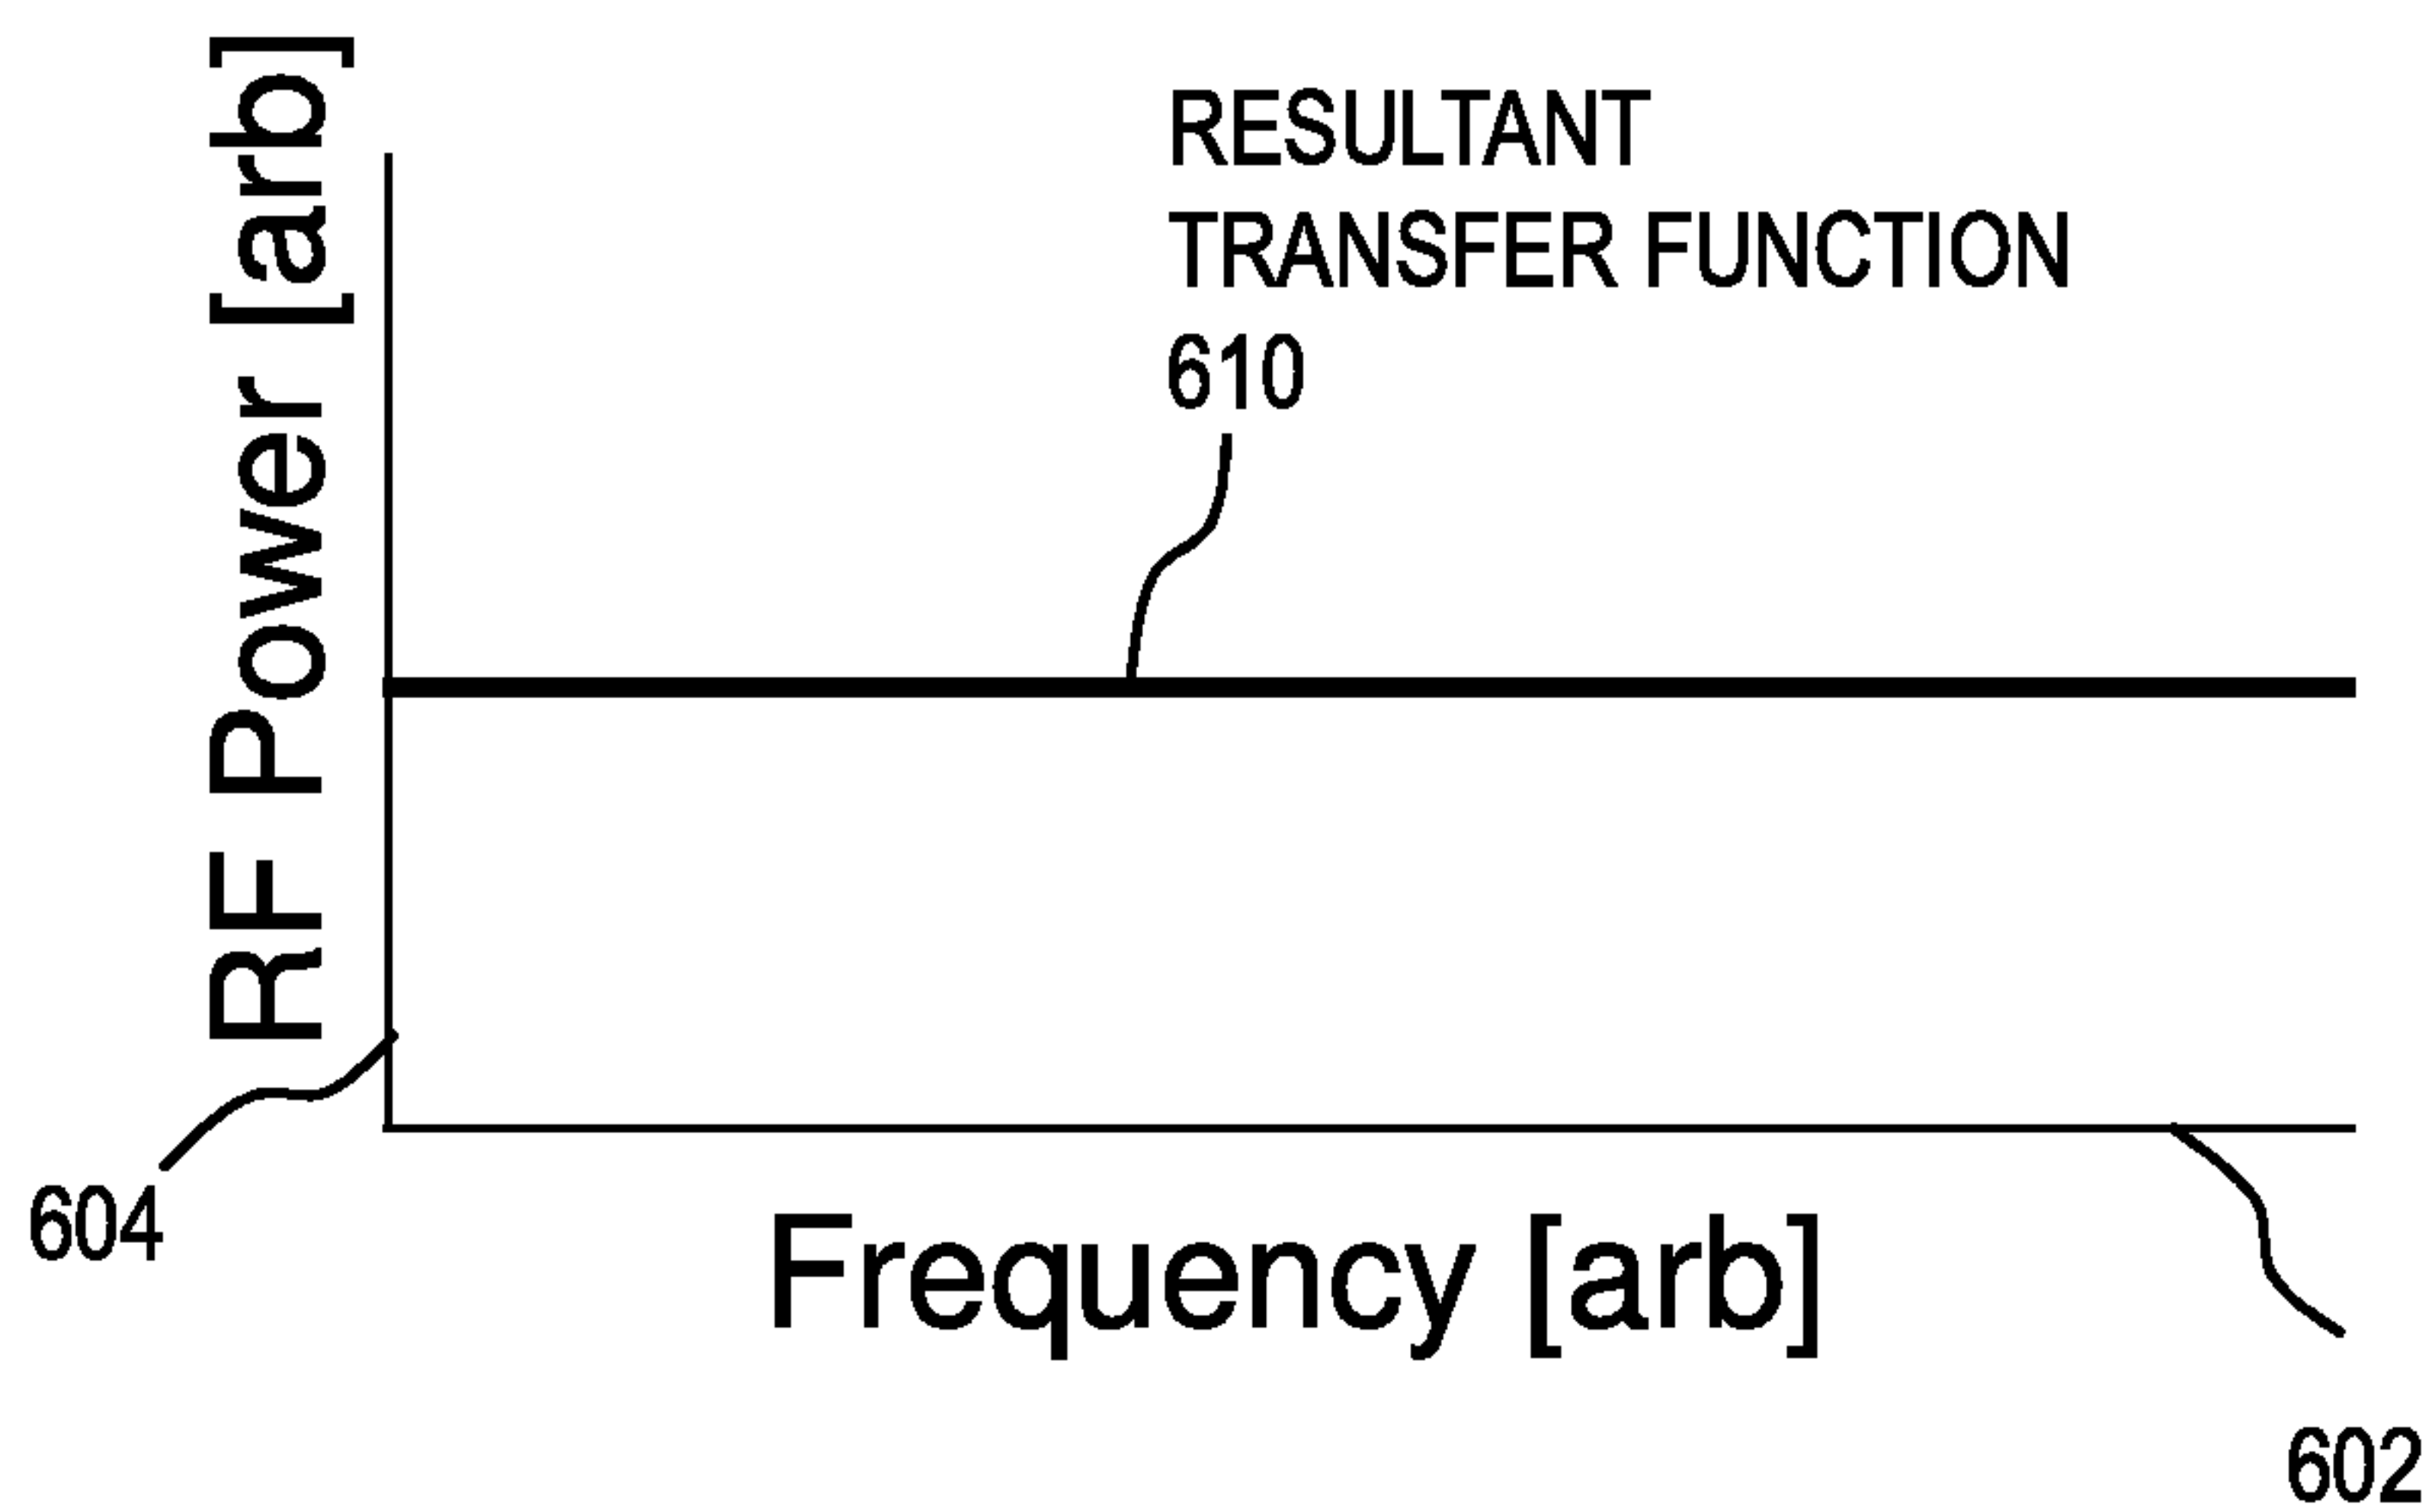 RF Power [arb]
RESULTANT
TRANSFER FUNCTION
610
604
Frequency [arb]
602